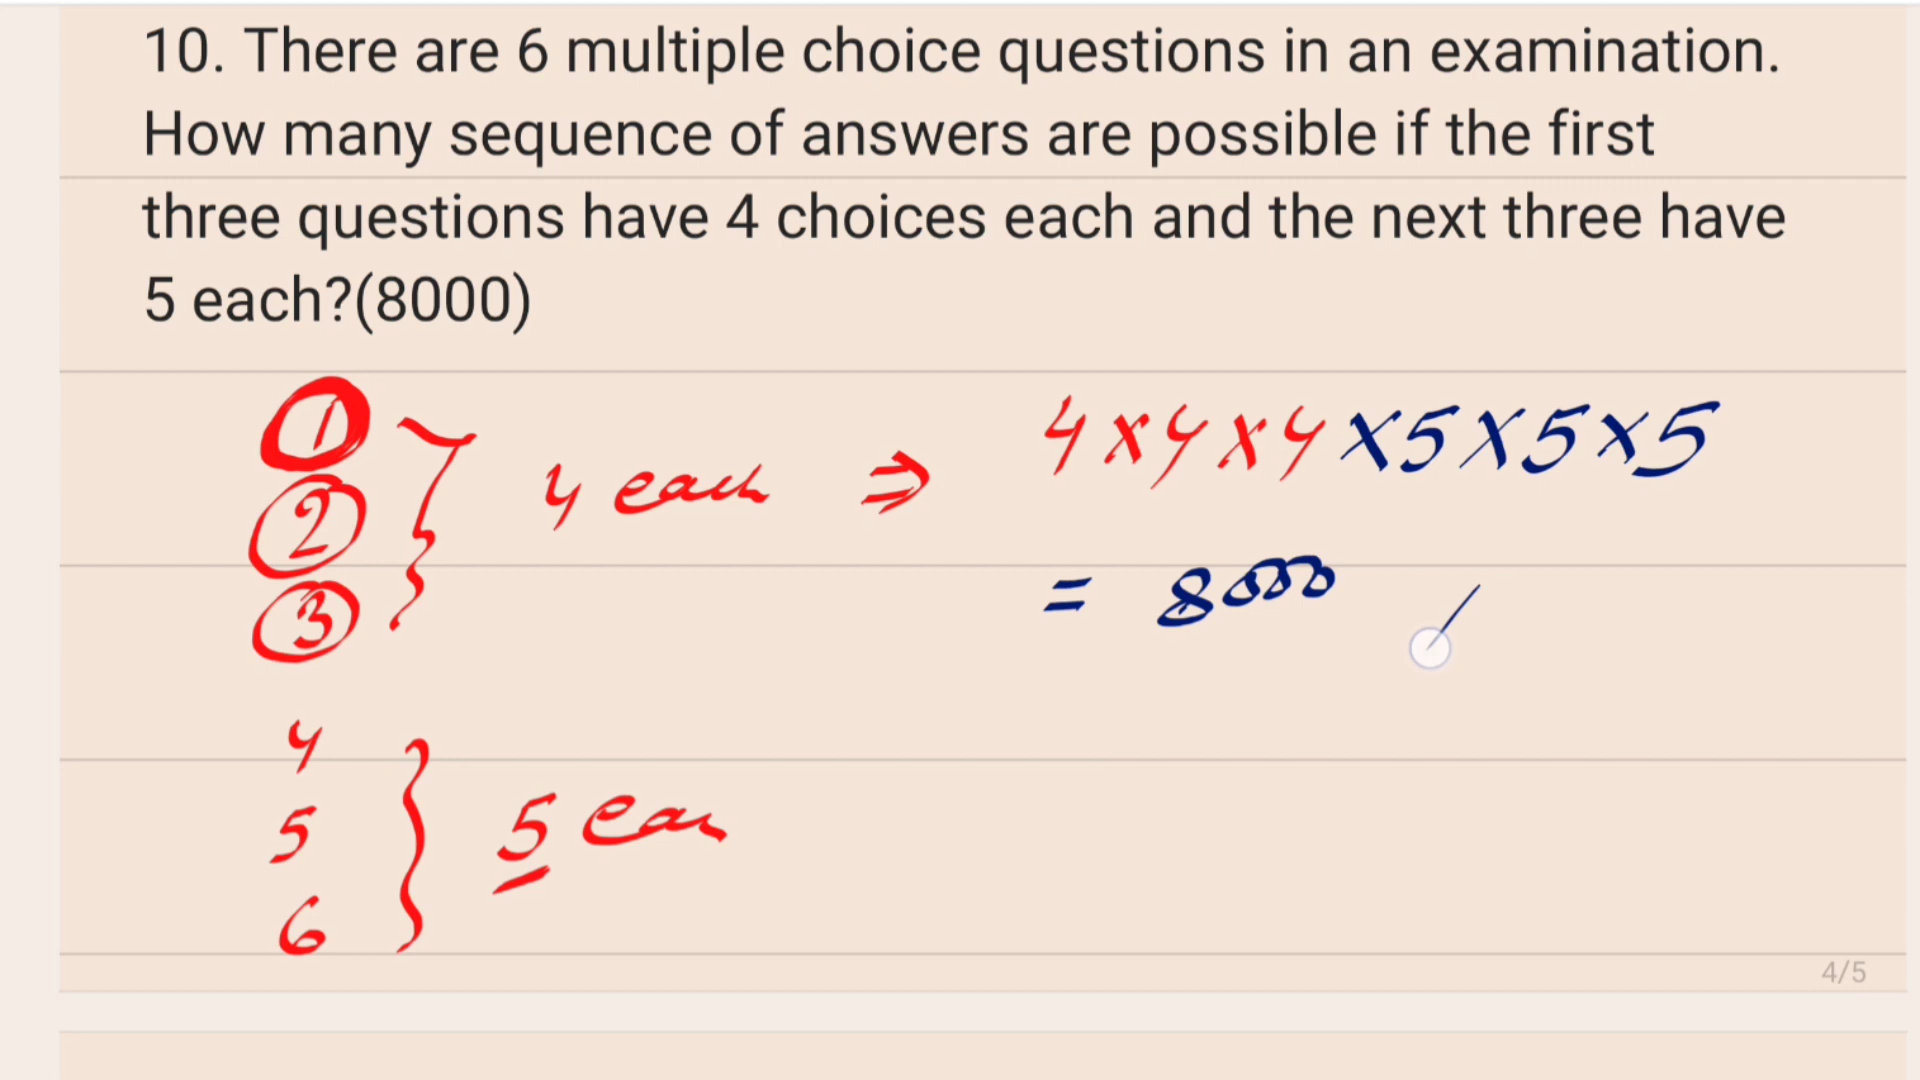 10. There are 6 multiple choice questions in an examination.
How many sequence of answers are possible if the first
three questions have 4 choices each and the next three have
5 each?(8000)
1
2
3
4 each ⇒ 4 x 4 x 4 x 5 x 5 x 5
= 8000
4
5
6
5 eac
4/5